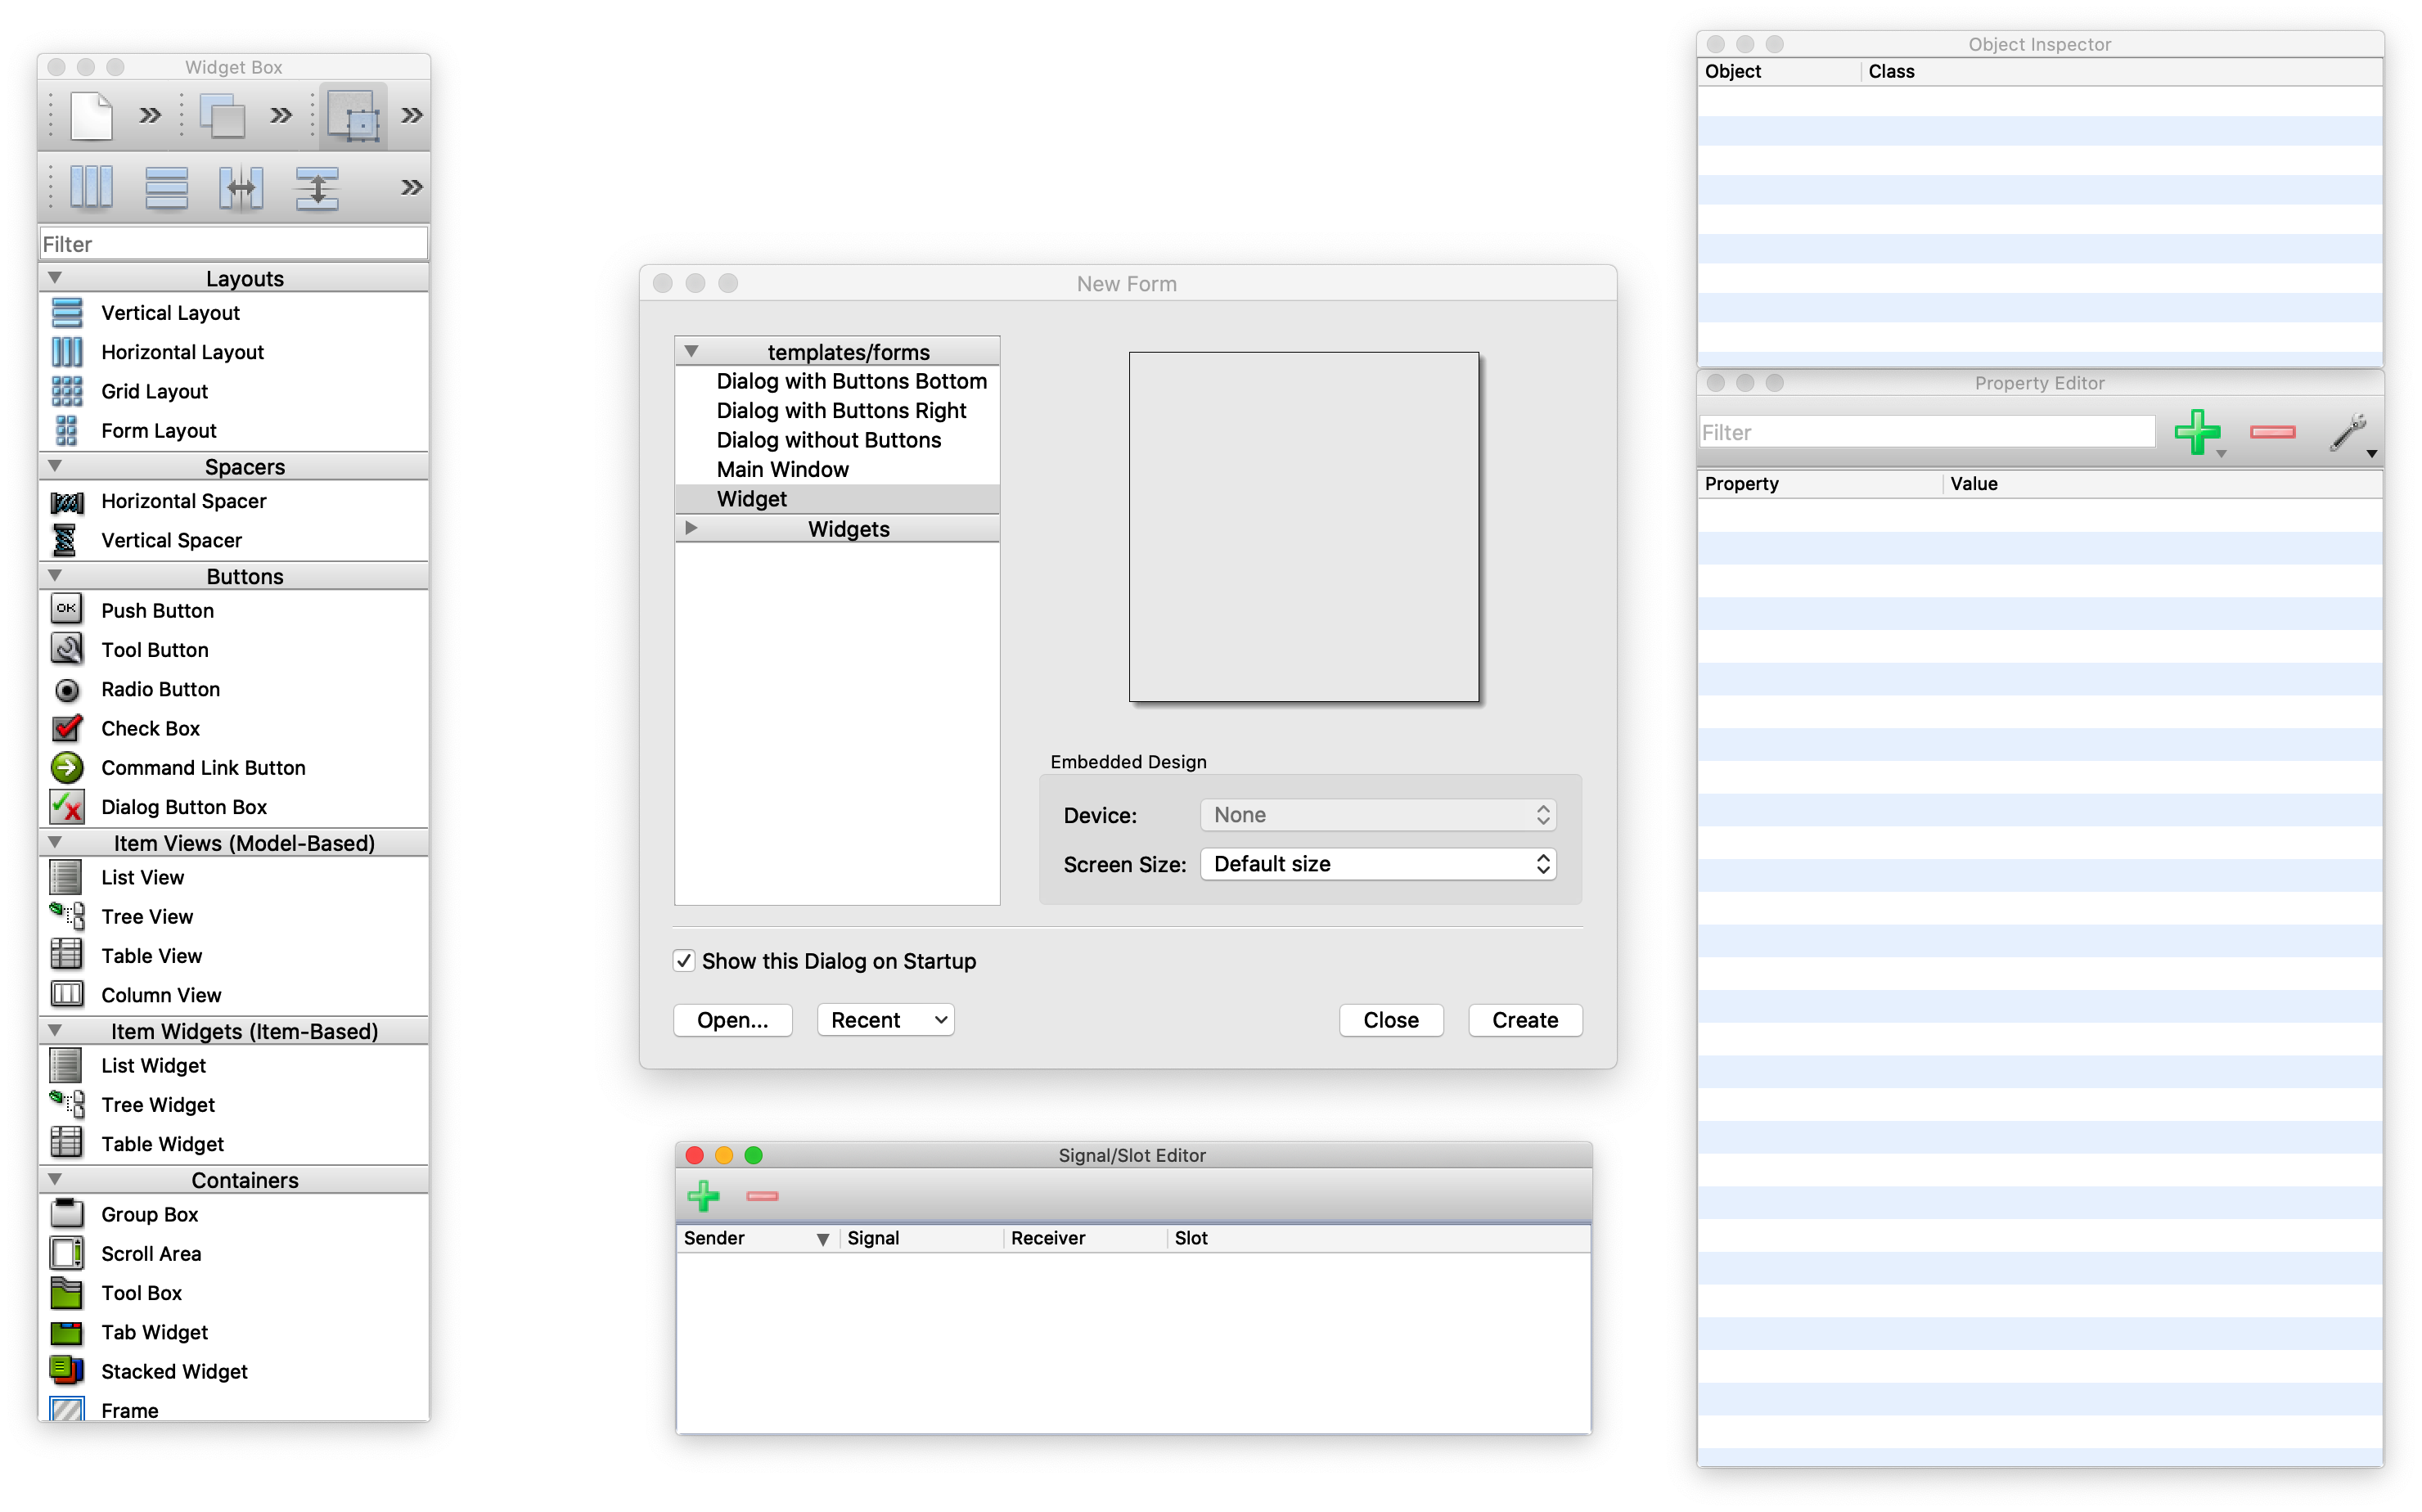 Widget Box
Filter
Layouts
Vertical Layout
Horizontal Layout
Grid Layout
Form Layout
Spacers
Horizontal Spacer
Vertical Spacer
Buttons
OK
Push Button
Tool Button
Radio Button
Check Box
Command Link Button
Dialog Button Box
Item Views (Model-Based)
List View
Tree View
Table View
Column View
Item Widgets (Item-Based)
List Widget
Tree Widget
Table Widget
Containers
Group Box
Scroll Area
Tool Box
Tab Widget
Stacked Widget
Frame
New Form
templates/forms
Dialog with Buttons Bottom
Dialog with Buttons Right
Dialog without Buttons
Main Window
Widget
Widgets
Embedded Design
Device: None
Screen Size: Default size
Show this Dialog on Startup
Open... Recent Close Create
Signal/Slot Editor
Sender Signal Receiver Slot
Object Inspector
Object Class
Property Editor
Filter
Property Value